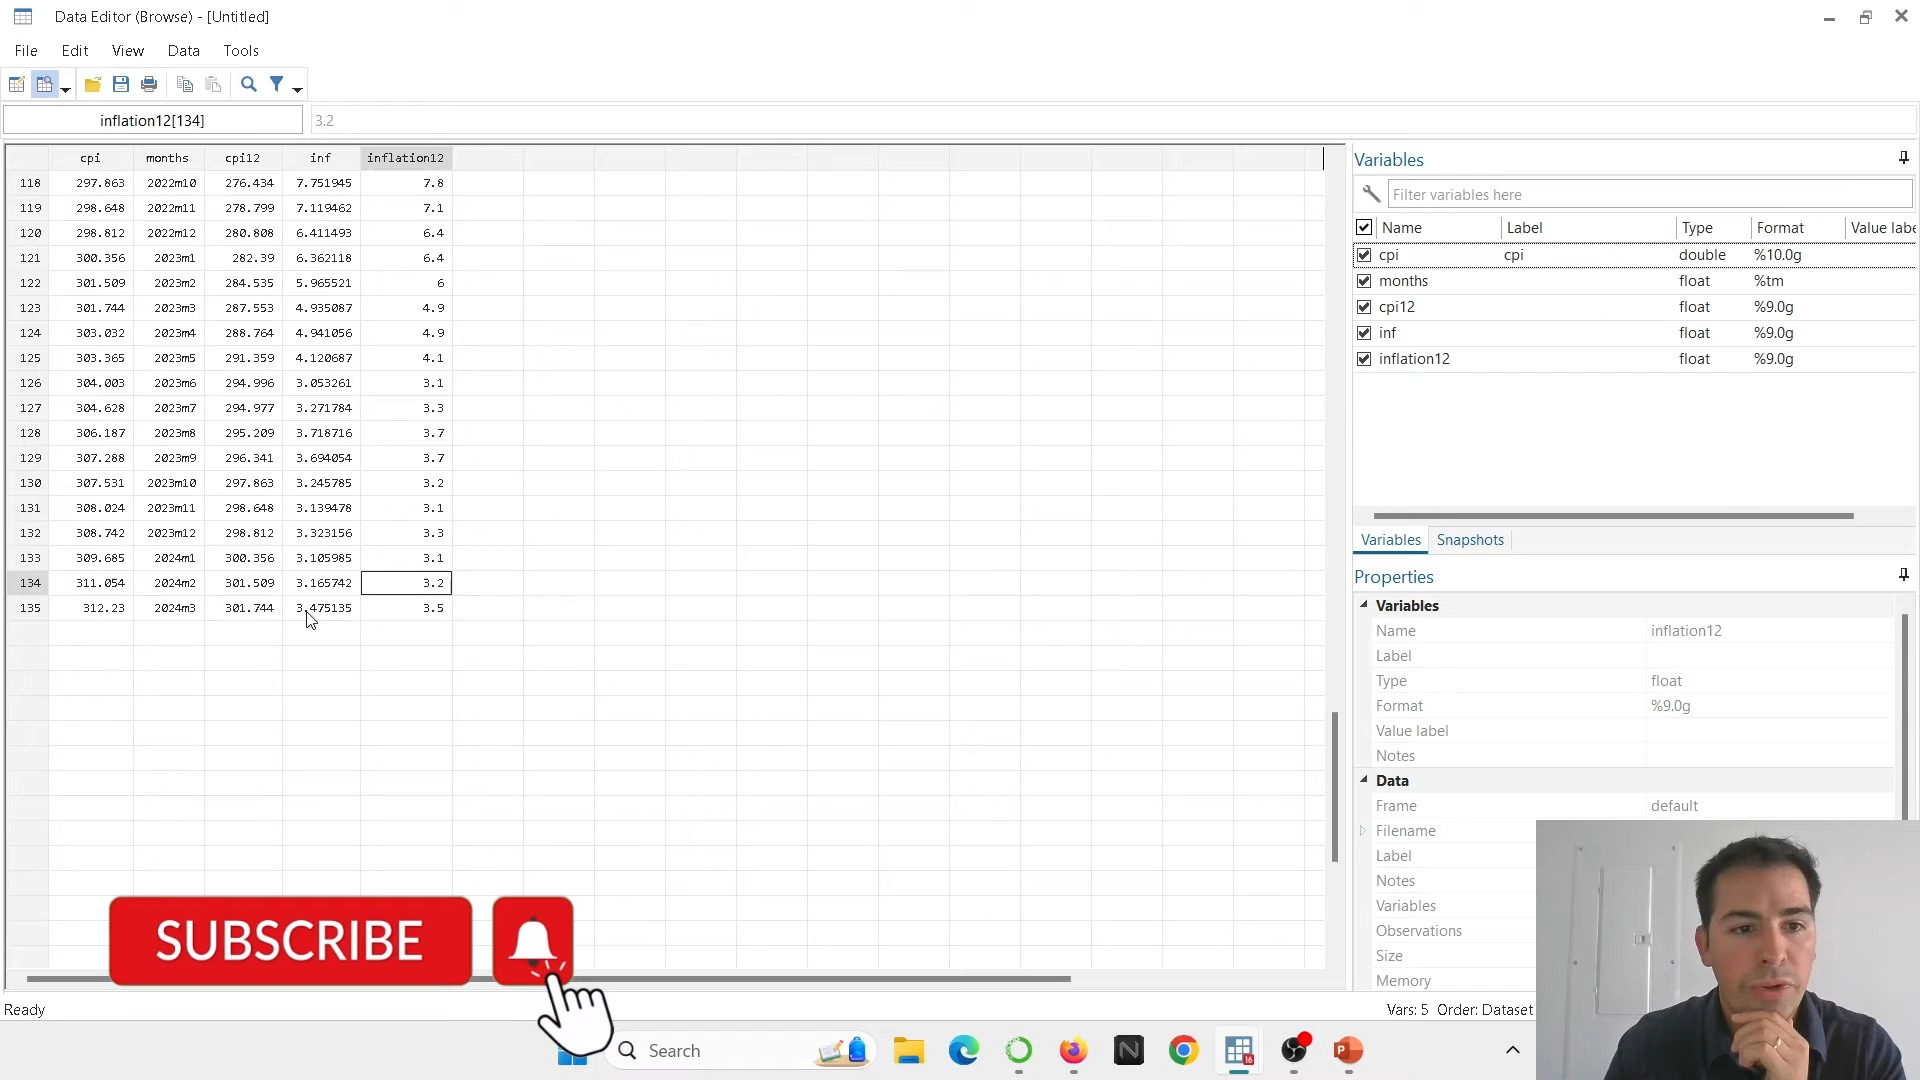 Data Editor (Browse) - [Untitled]
File Edit View Data Tools
inflation12[134] 3.2
cpi months cpi12 inf inflation12
118 297.863 2022m10 276.434 7.751945 7.8
119 298.648 2022m11 278.799 7.119462 7.1
120 298.812 2022m12 280.808 6.411493 6.4
121 300.356 2023m1 282.39 6.362118 6.4
122 301.509 2023m2 284.535 5.965521 6
123 301.744 2023m3 287.553 4.935087 4.9
124 303.032 2023m4 288.764 4.941056 4.9
125 303.365 2023m5 291.359 4.120687 4.1
126 304.003 2023m6 294.996 3.053261 3.1
127 304.628 2023m7 294.977 3.271784 3.3
128 306.187 2023m8 295.209 3.718716 3.7
129 307.288 2023m9 296.341 3.694054 3.7
130 307.531 2023m10 297.863 3.245785 3.2
131 308.024 2023m11 298.648 3.139478 3.1
132 308.742 2023m12 298.812 3.323156 3.3
133 309.685 2024m1 300.356 3.105985 3.1
134 311.054 2024m2 301.509 3.165742 3.2
135 312.23 2024m3 301.744 3.475135 3.5
Variables
Filter variables here
Name Label Type Format Value labe
cpi cpi double %10.0g
months float %tm
cpi12 float %9.0g
inf float %9.0g
inflation12 float %9.0g
Variables Snapshots
Properties
Variables
Name inflation12
Label
Type float
Format %9.0g
Value label
Notes
Data
Frame default
Filename
Label
Notes
Variables
Observations
Size
Memory
SUBSCRIBE
Ready Vars: 5 Order: Dataset
Search
N
16
P